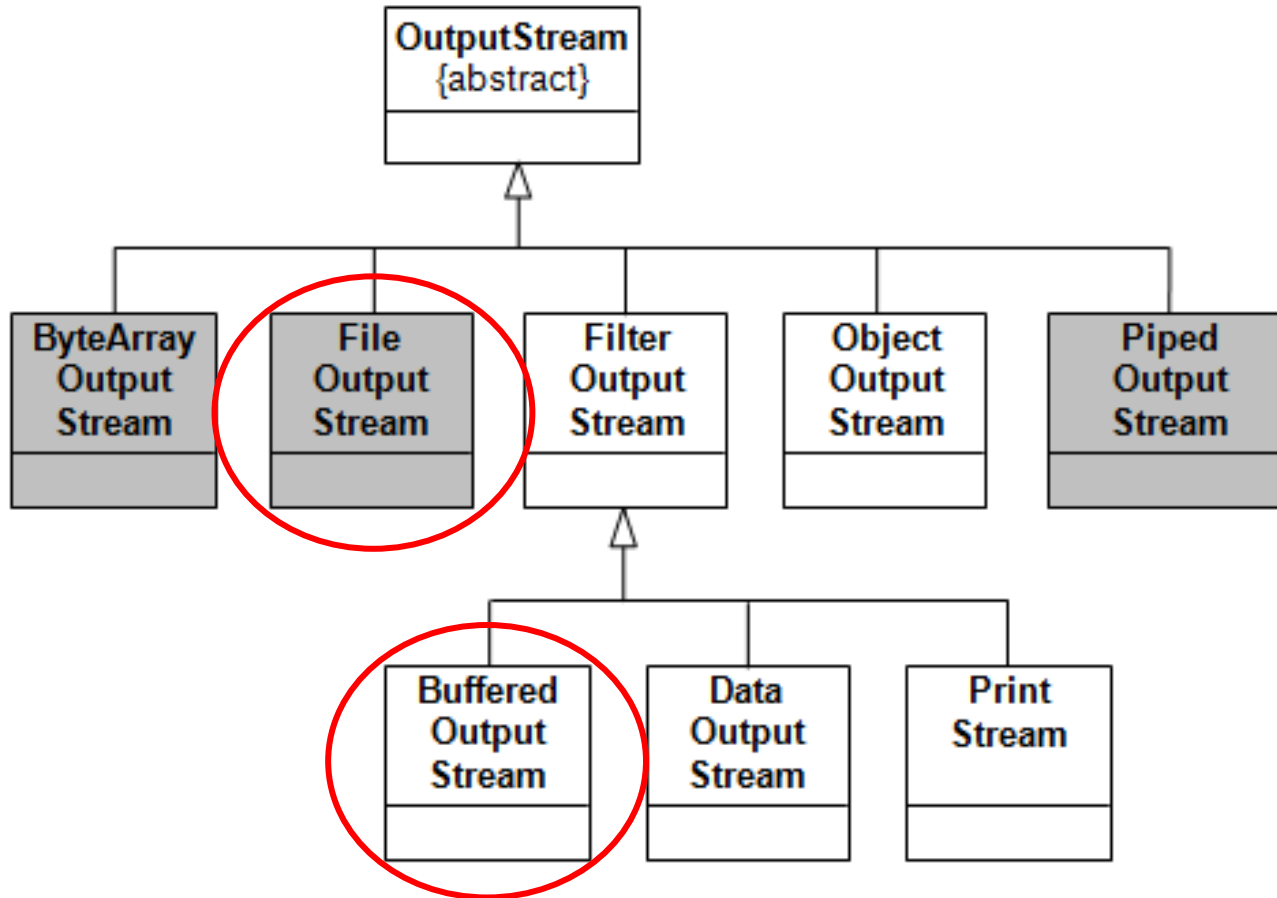 OutputStream
{abstract}
ByteArray
Output
Stream
File
Output
Stream
Filter
Output
Stream
Object
Output
Stream
Piped
Output
Stream
Buffered
Output
Stream
Data
Output
Stream
Print
Stream